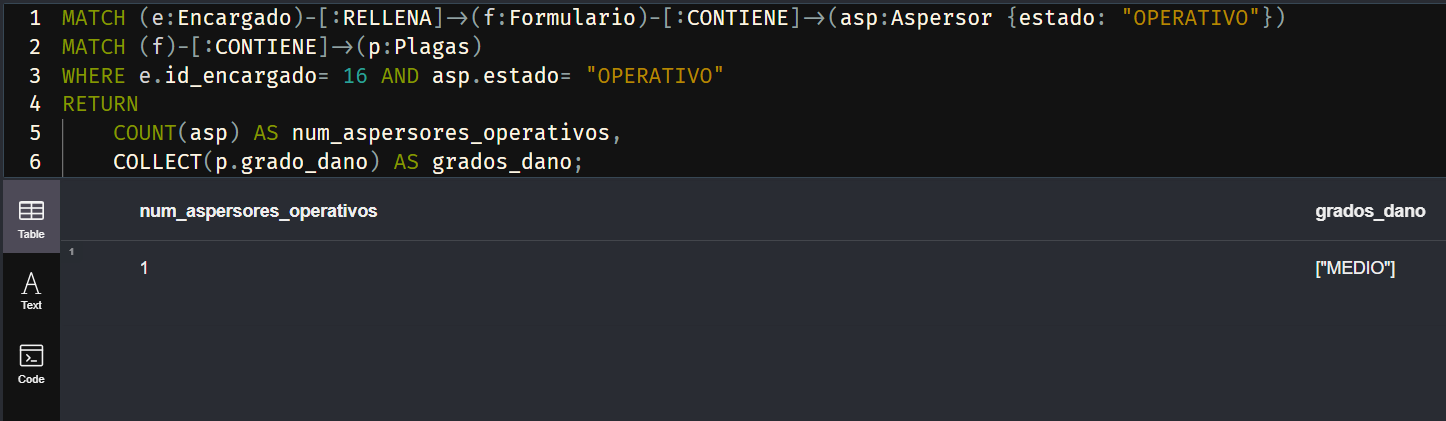 1 MATCH (e:Encargado)-[:RELLENA]->(f:Formulario)-[:CONTIENE]->(asp:Aspersor {estado: "OPERATIVO"})
2 MATCH (f)-[:CONTIENE]->(p:Plagas)
3 WHERE e.id_encargado= 16 AND asp.estado= "OPERATIVO"
4 RETURN
5 COUNT(asp) AS num_aspersores_operativos,
6 COLLECT(p.grado_dano) AS grados_dano;
Table
num_aspersores_operativos grados_dano
1
1 ["MEDIO"]
Text
Code